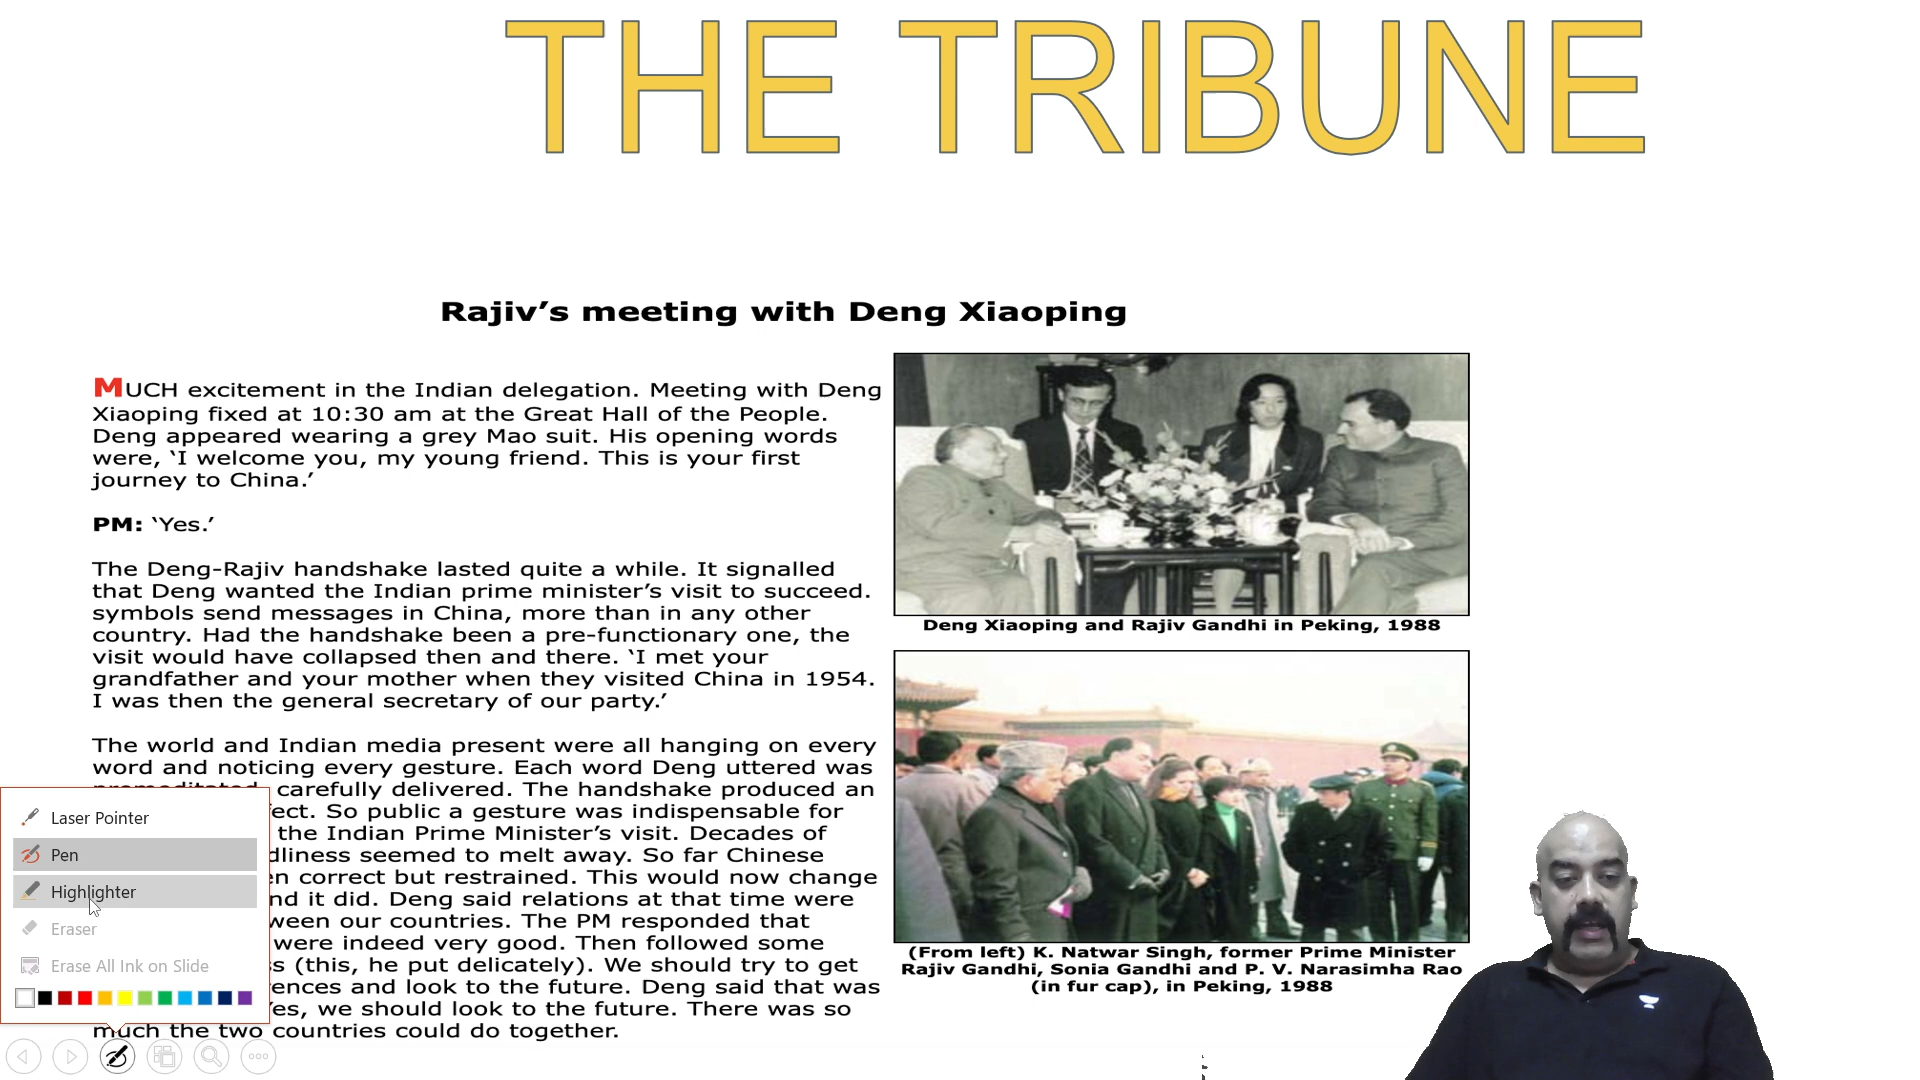 THE TRIBUNE
Rajiv’s meeting with Deng Xiaoping
MUCH excitement in the Indian delegation. Meeting with Deng
Xiaoping fixed at 10:30 am at the Great Hall of the People.
Deng appeared wearing a grey Mao suit. His opening words
were, ‘I welcome you, my young friend. This is your first
journey to China.’
PM: ‘Yes.’
The Deng-Rajiv handshake lasted quite a while. It signalled
that Deng wanted the Indian prime minister’s visit to succeed.
symbols send messages in China, more than in any other
country. Had the handshake been a pre-functionary one, the
visit would have collapsed then and there. ‘I met your
grandfather and your mother when they visited China in 1954.
I was then the general secretary of our party.’
The world and Indian media present were all hanging on every
word and noticing every gesture. Each word Deng uttered was
carefully delivered. The handshake produced an
fect. So public a gesture was indispensable for
the Indian Prime Minister’s visit. Decades of
dliness seemed to melt away. So far Chinese
en correct but restrained. This would now change
nd it did. Deng said relations at that time were
ween our countries. The PM responded that
were indeed very good. Then followed some
ss (this, he put delicately). We should try to get
rences and look to the future. Deng said that was
Yes, we should look to the future. There was so
much the two countries could do together.
Deng Xiaoping and Rajiv Gandhi in Peking, 1988
(From left) K. Natwar Singh, former Prime Minister
Rajiv Gandhi, Sonia Gandhi and P. V. Narasimha Rao
(in fur cap), in Peking, 1988
Laser Pointer
Pen
Highlighter
Eraser
Erase All Ink on Slide